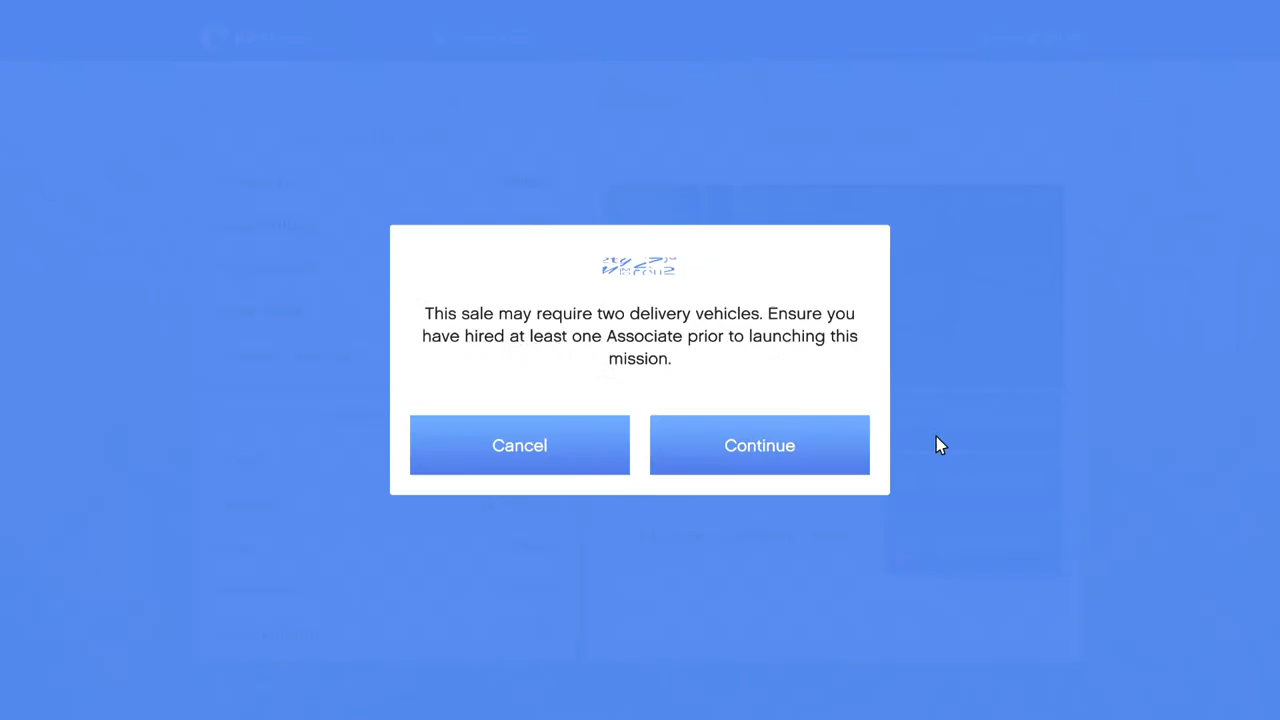 This sale may require two delivery vehicles. Ensure you
have hired at least one Associate prior to launching this
mission.
Cancel
Continue